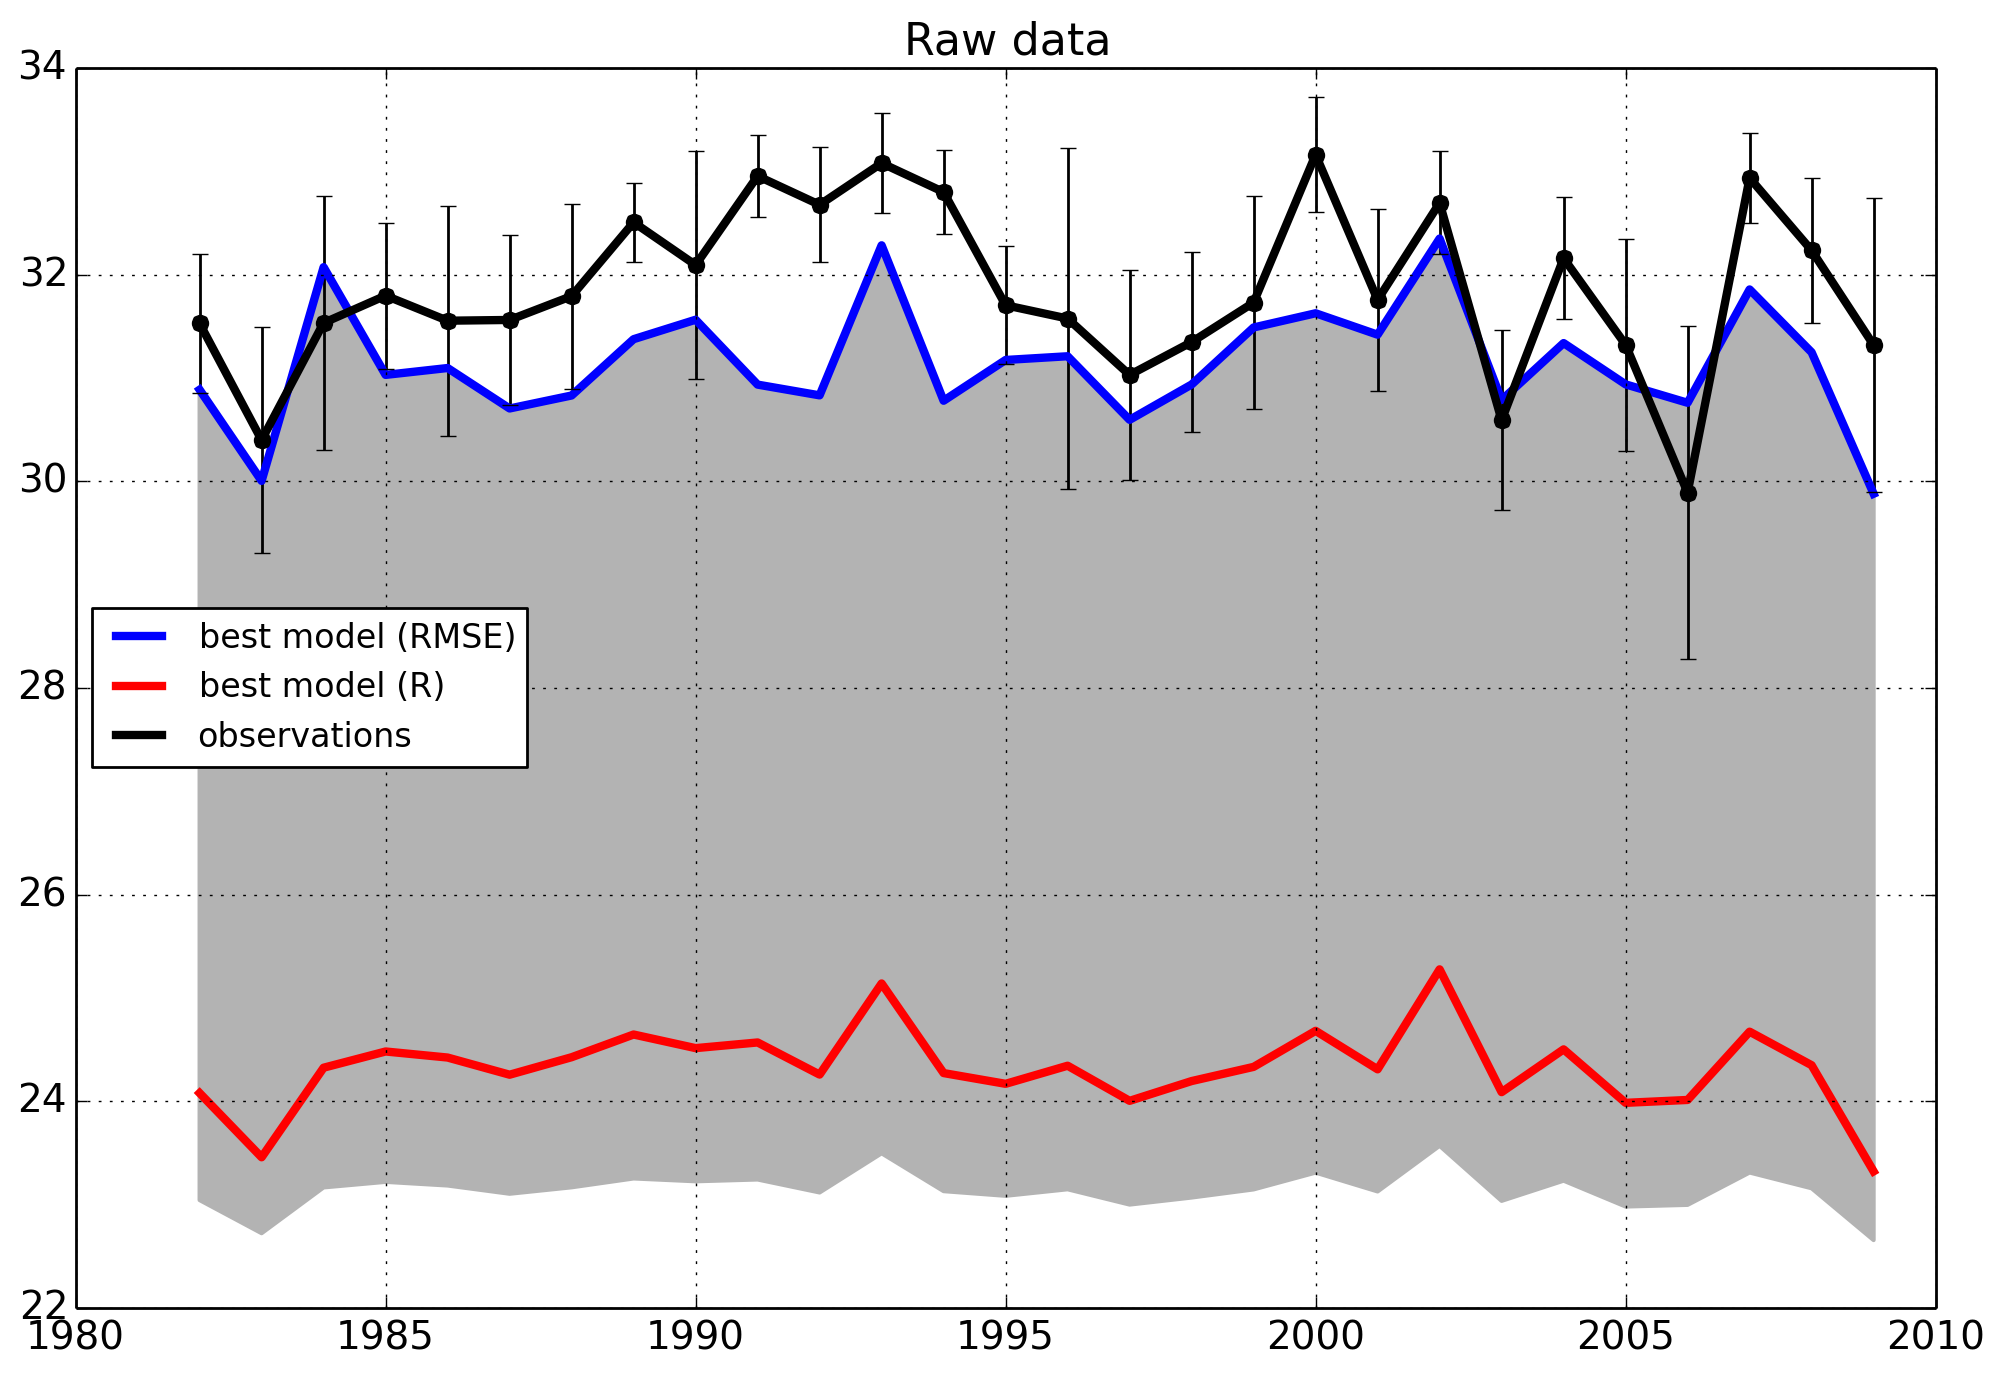 Raw data
34
32
30
28
26
24
22
best model (RMSE)
best model (R)
observations
1980 1985 1990 1995 2000 2005 2010